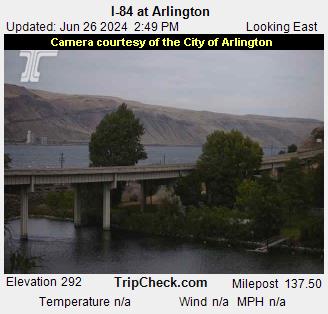 I-84 at Arlington
Updated: Jun 26 2024 2:49 PM Looking East
Camera courtesy of the City of Arlington
Elevation 292 TripCheck.com Milepost 137.50
Temperature n/a Wind n/a MPH n/a